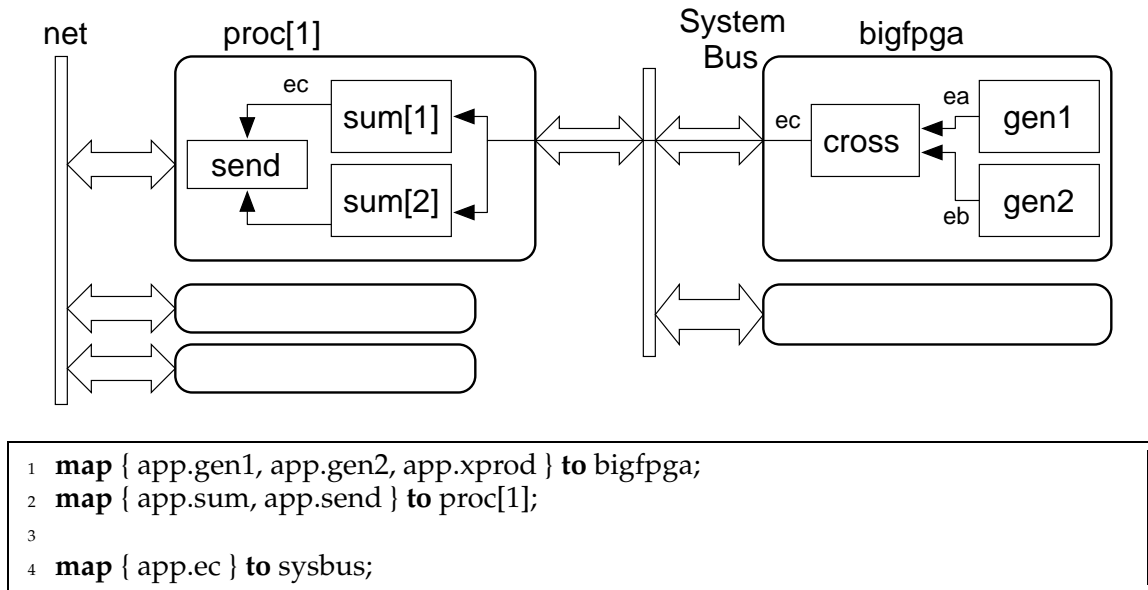 net
proc[1]
System
Bus
bigfpga
ec
sum[1]
send
sum[2]
ec
cross
ea
gen1
eb
gen2
1 map { app.gen1, app.gen2, app.xprod } to bigfpga;
2 map { app.sum, app.send } to proc[1];
3
4 map { app.ec } to sysbus;